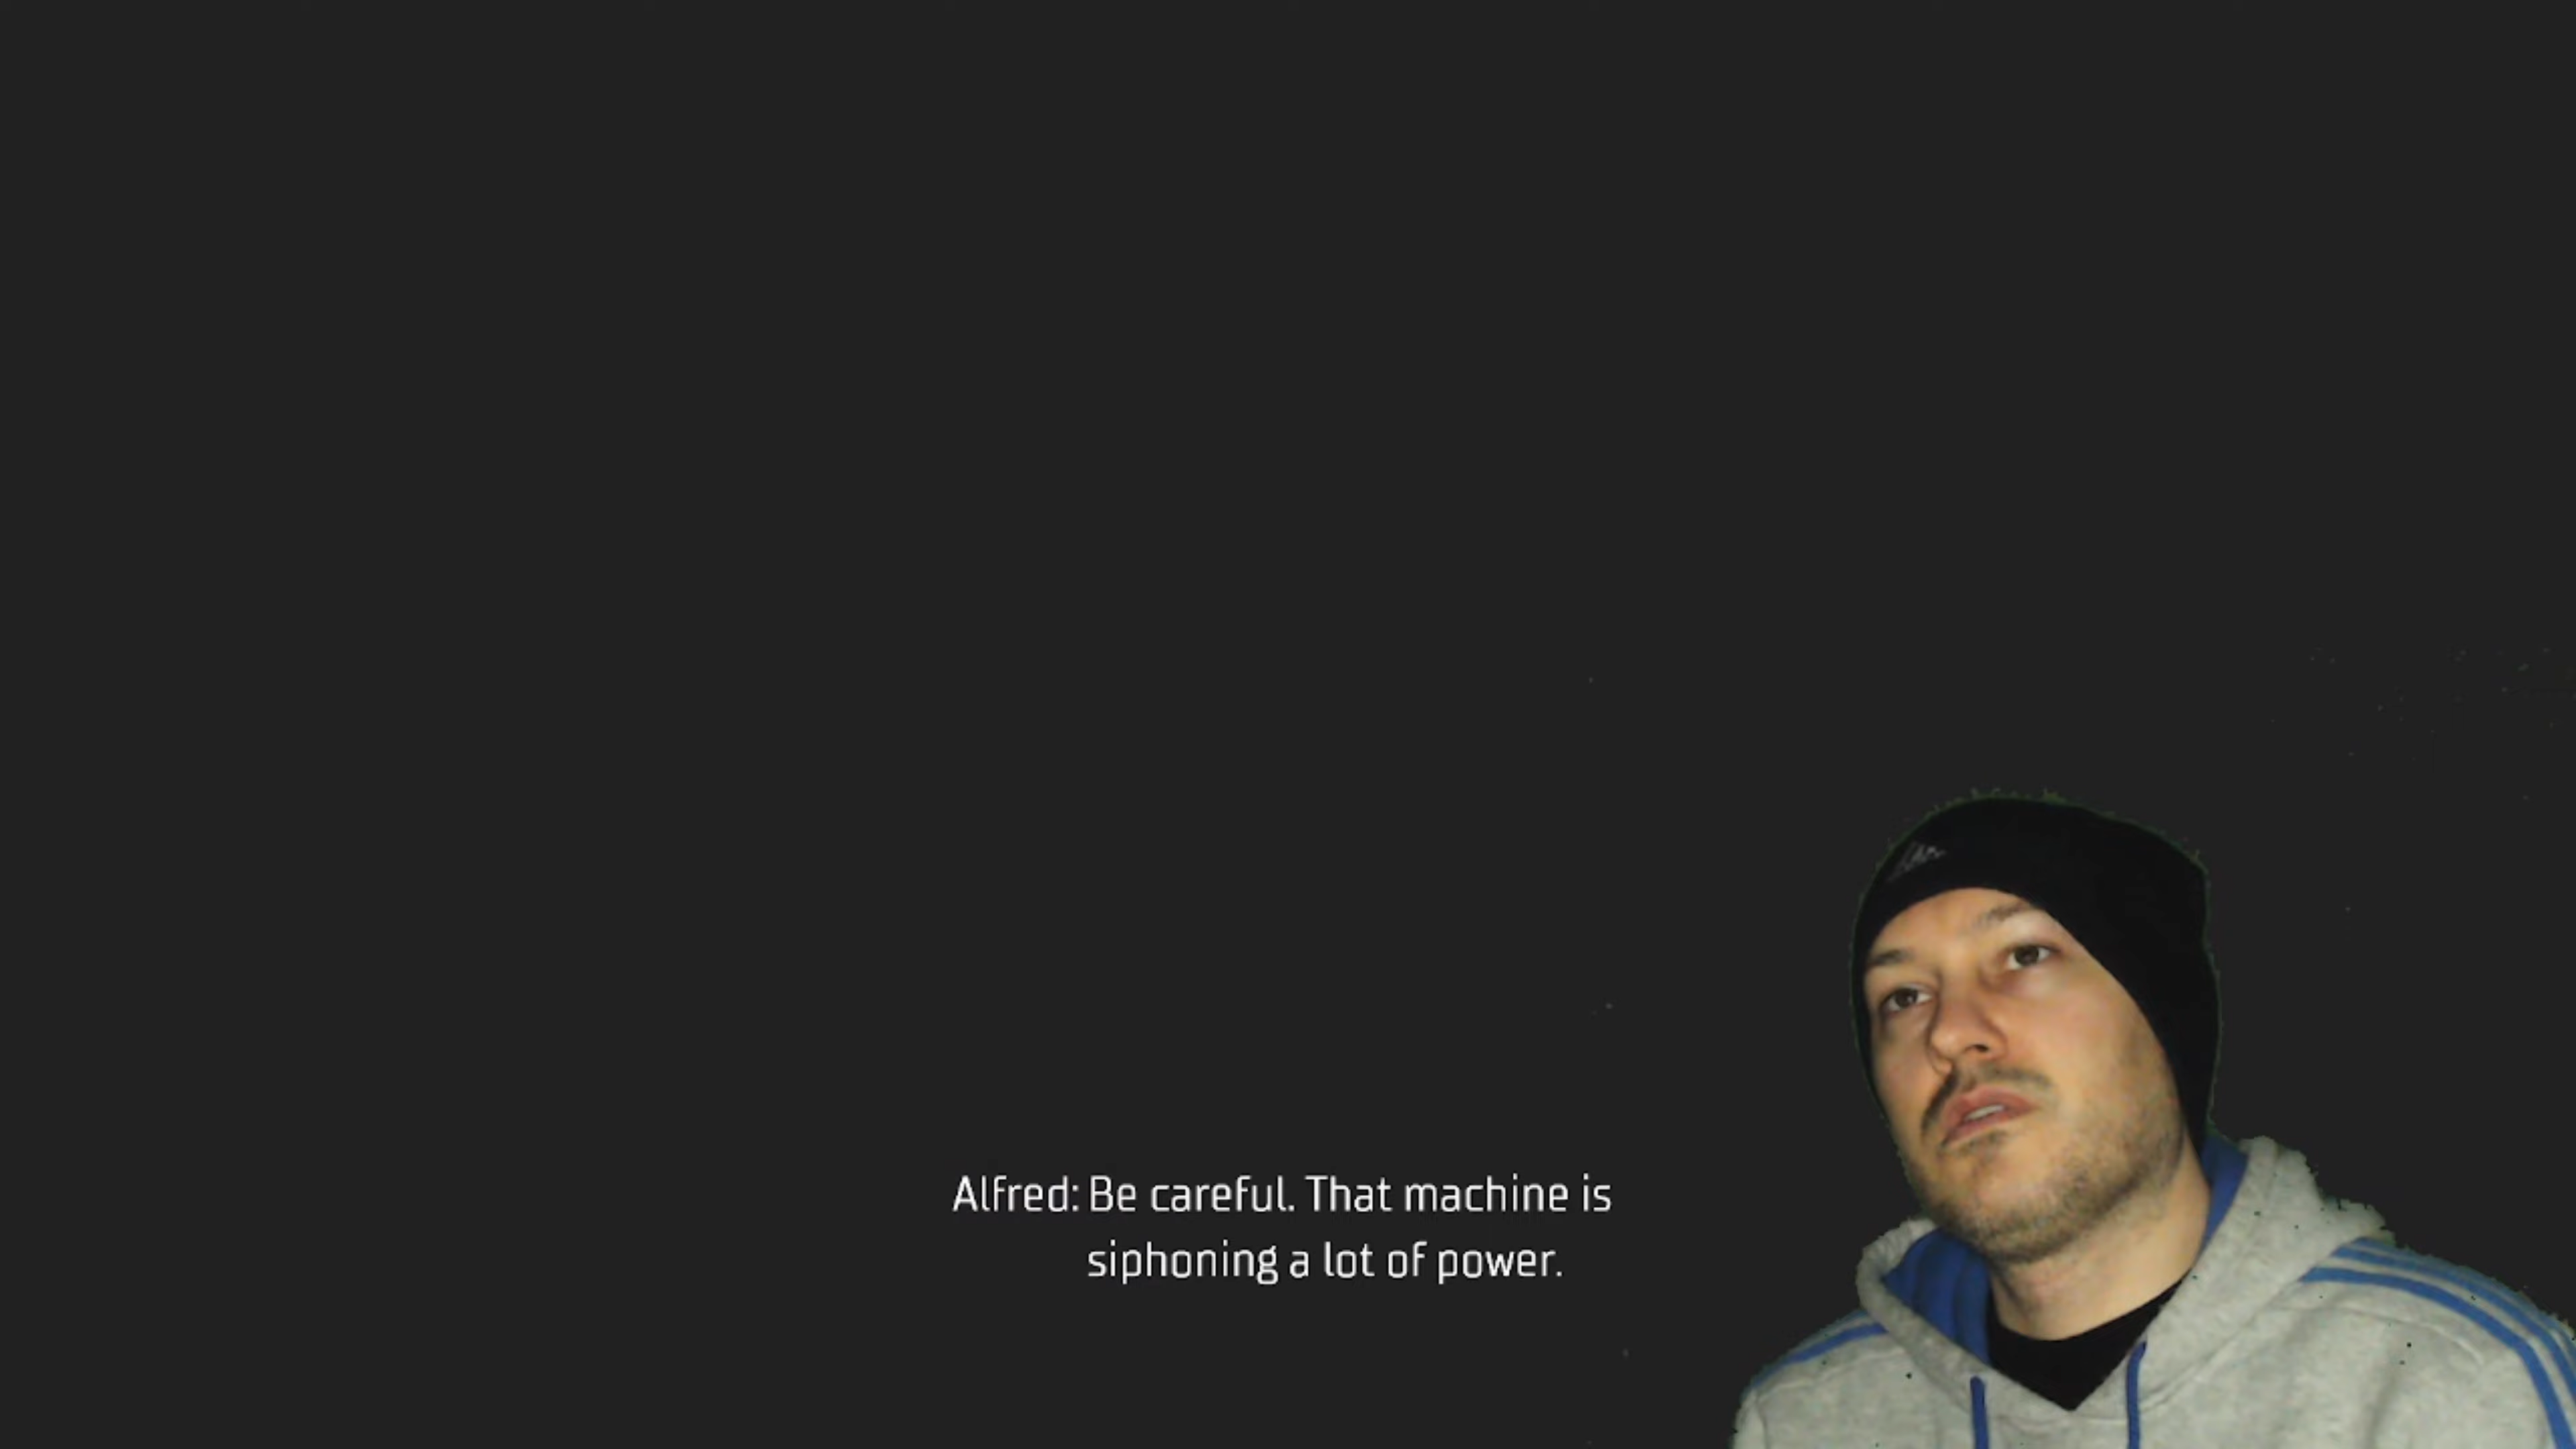 Alfred: Be careful. That machine is
siphoning a lot of power.